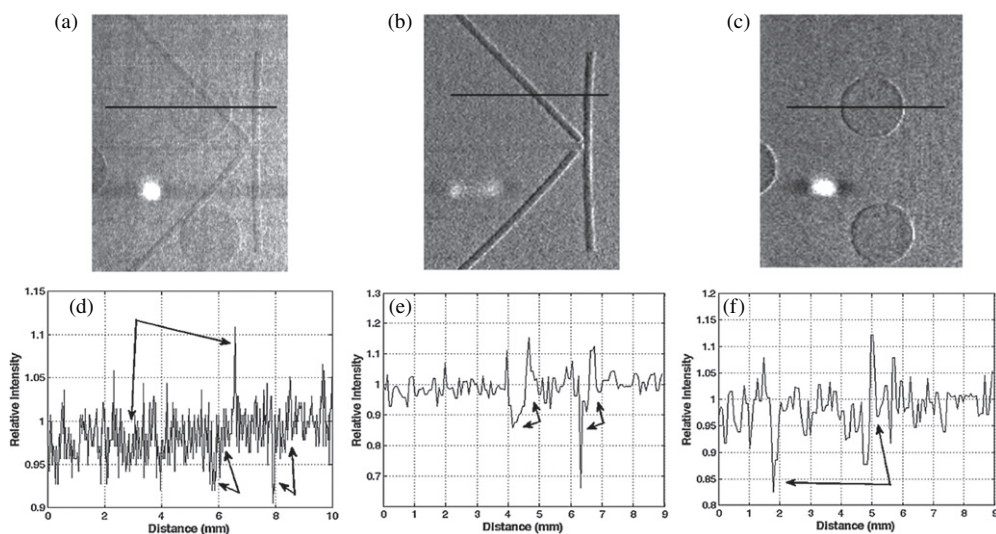 (a)
(b)
(c)
(d)
1.15
1.1
1.05
1
0.95
0.9
Relative Intensity
0 2 4 6 8 10
Distance (mm)
(e)
1.3
1.2
1.1
1
0.9
0.8
0.7
Relative Intensity
0 1 2 3 4 5 6 7 8 9
Distance (mm)
(f)
1.2
1.15
1.1
1.05
1
0.95
0.9
0.85
0.8
Relative Intensity
0 1 2 3 4 5 6 7 8 9
Distance (mm)